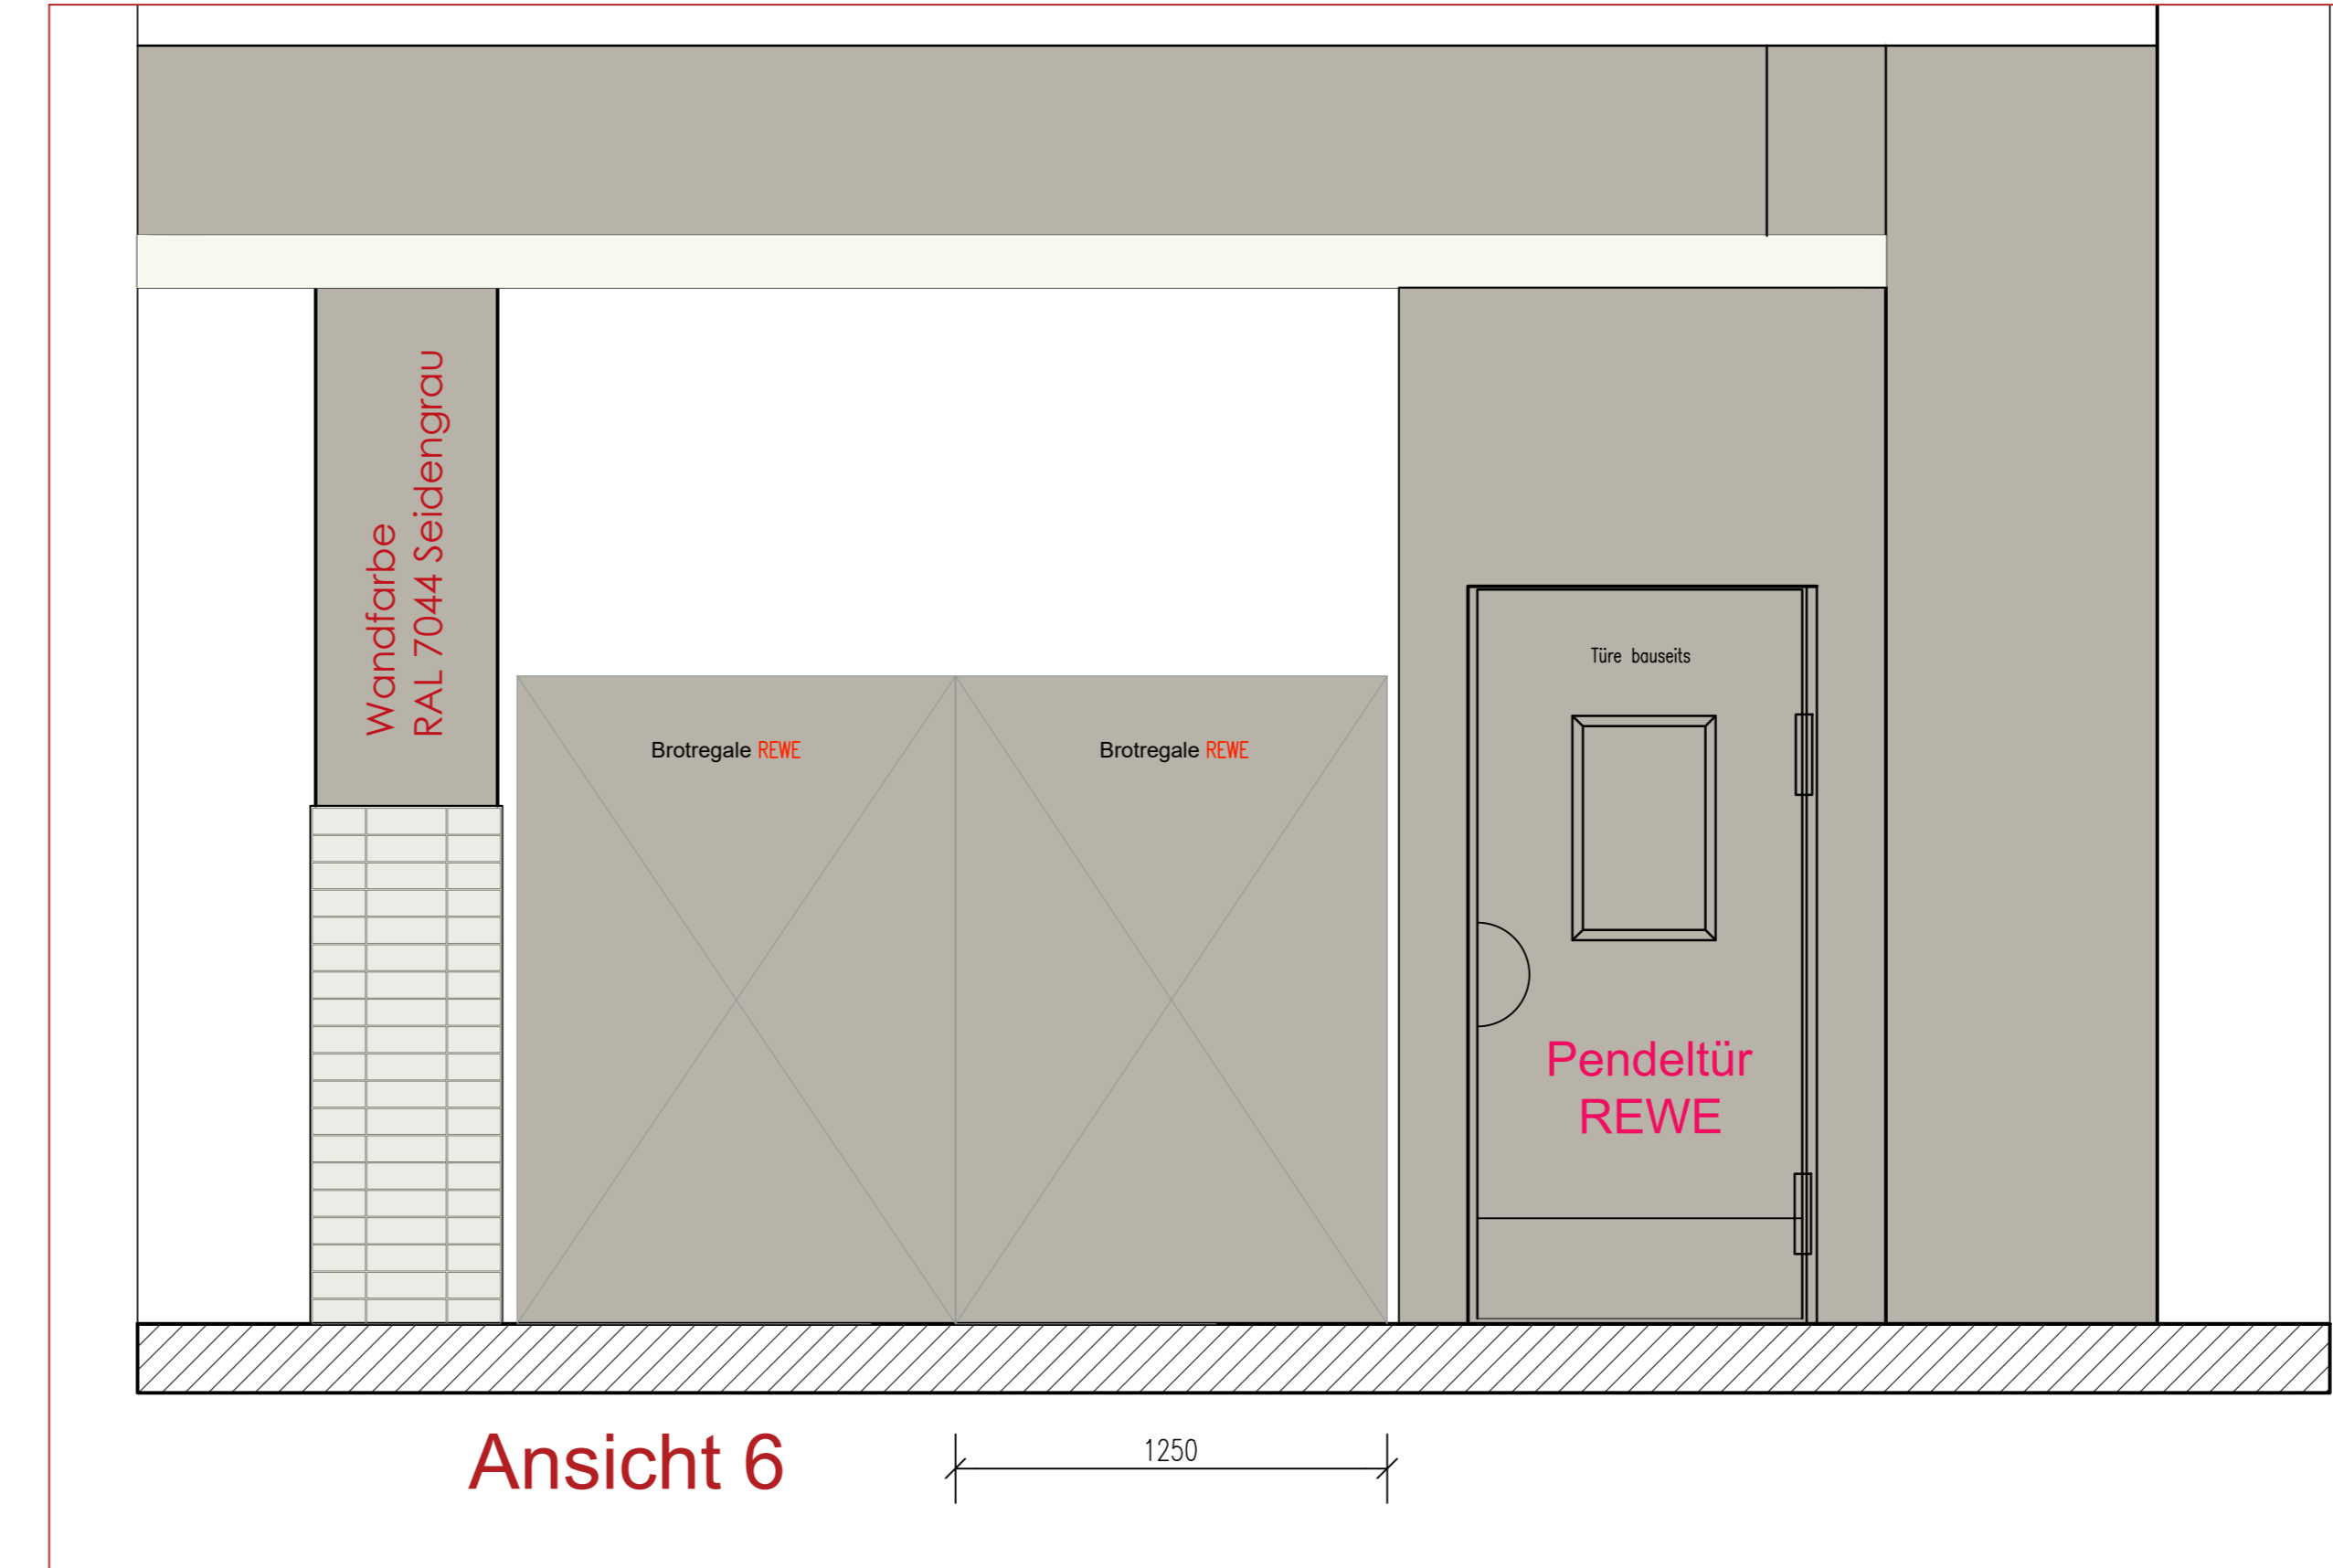 Wandfarbe
RAL 7044 Seidengrau
Türe bauseits
Brotregale REWE
Brotregale REWE
Pendeltür
REWE
Ansicht 6
1250